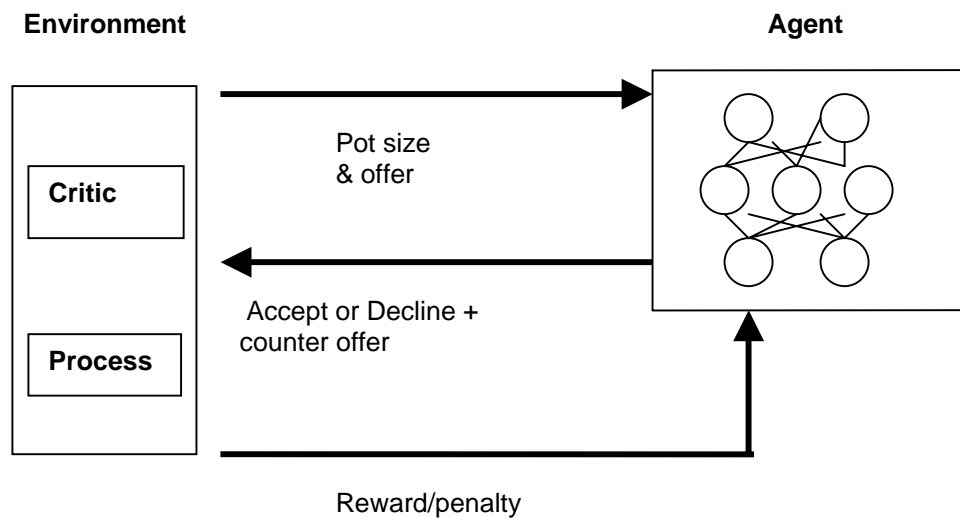 Environment
Agent
Pot size
& offer
Critic
Accept or Decline +
counter offer
Process
Reward/penalty